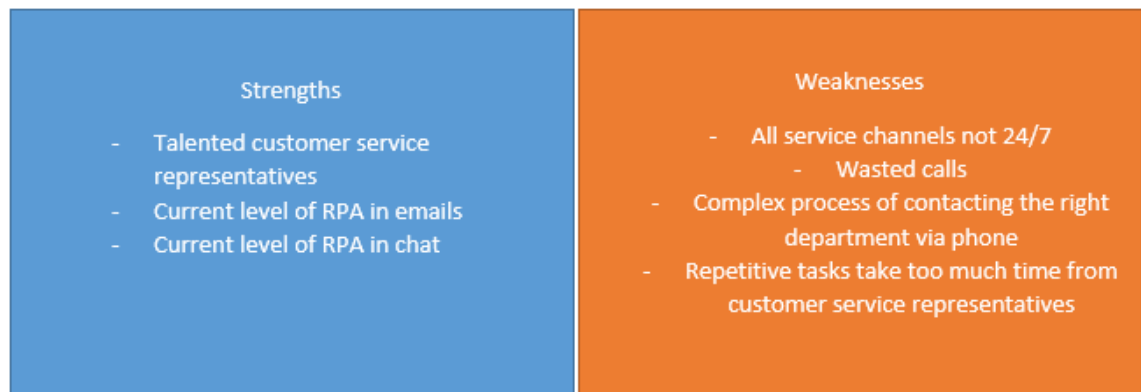 Strengths
- Talented customer service
representatives
- Current level of RPA in emails
- Current level of RPA in chat
Weaknesses
- All service channels not 24/7
- Wasted calls
- Complex process of contacting the right
department via phone
- Repetitive tasks take too much time from
customer service representatives